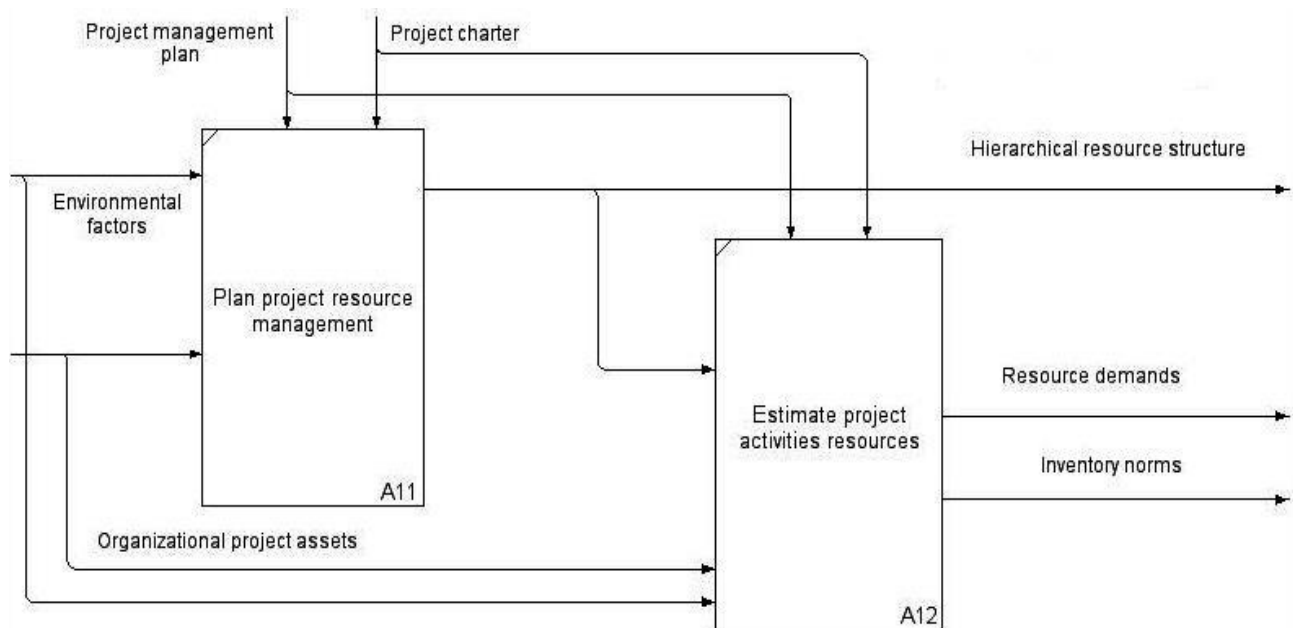 Project management
plan
Project charter
Hierarchical resource structure
Environmental
factors
Plan project resource
management
A11
Resource demands
Estimate project
activities resources
Inventory norms
Organizational project assets
A12